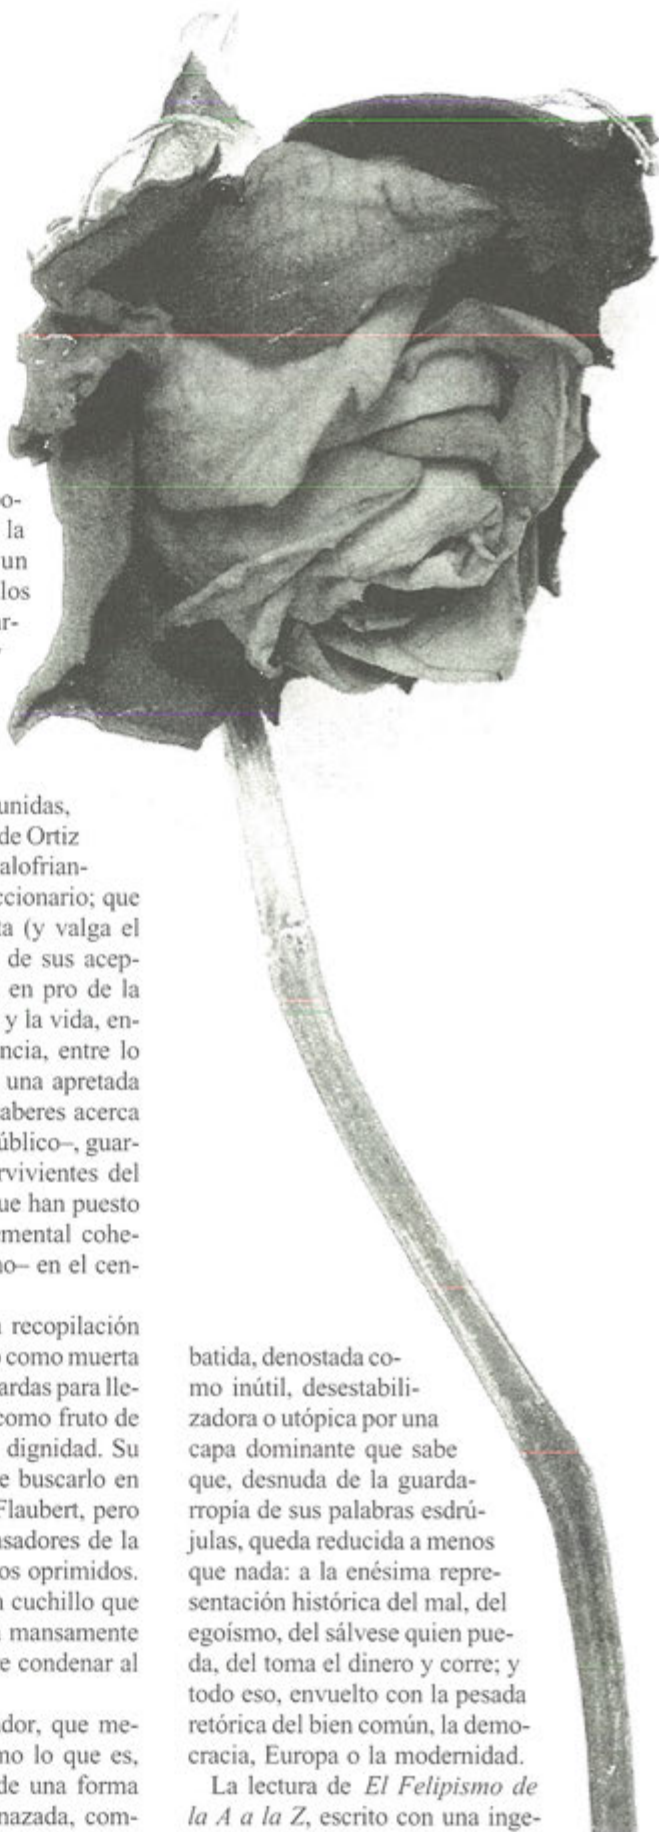 o-
la
un
los
ar-
unidas,
de Ortiz
alofrian-
ccionario; que
ta (y valga el
de sus acep-
en pro de la
y la vida, en-
ncia, entre lo
una apretada
aberes acerca
úblico–, guar-
rvivientes del
ue han puesto
mental cohe-
no– en el cen-
recopilación
como muerta
ardas para lle-
como fruto de
dignidad. Su
e buscarlo en
Flaubert, pero
sadores de la
os oprimidos.
cuchillo que
mansamente
e condenar al
dor, que me-
mo lo que es,
de una forma
nazada, com-
batida, denostada co-
mo inútil, desestabili-
zadora o utópica por una
capa dominante que sabe
que, desnuda de la guarda-
rropía de sus palabras esdrú-
julas, queda reducida a menos
que nada: a la enésima repre-
sentación histórica del mal, del
egoísmo, del sálvese quien pue-
da, del toma el dinero y corre; y
todo eso, envuelto con la pesada
retórica del bien común, la demo-
cracia, Europa o la modernidad.
La lectura de El Felipismo de
la A a la Z, escrito con una inge-